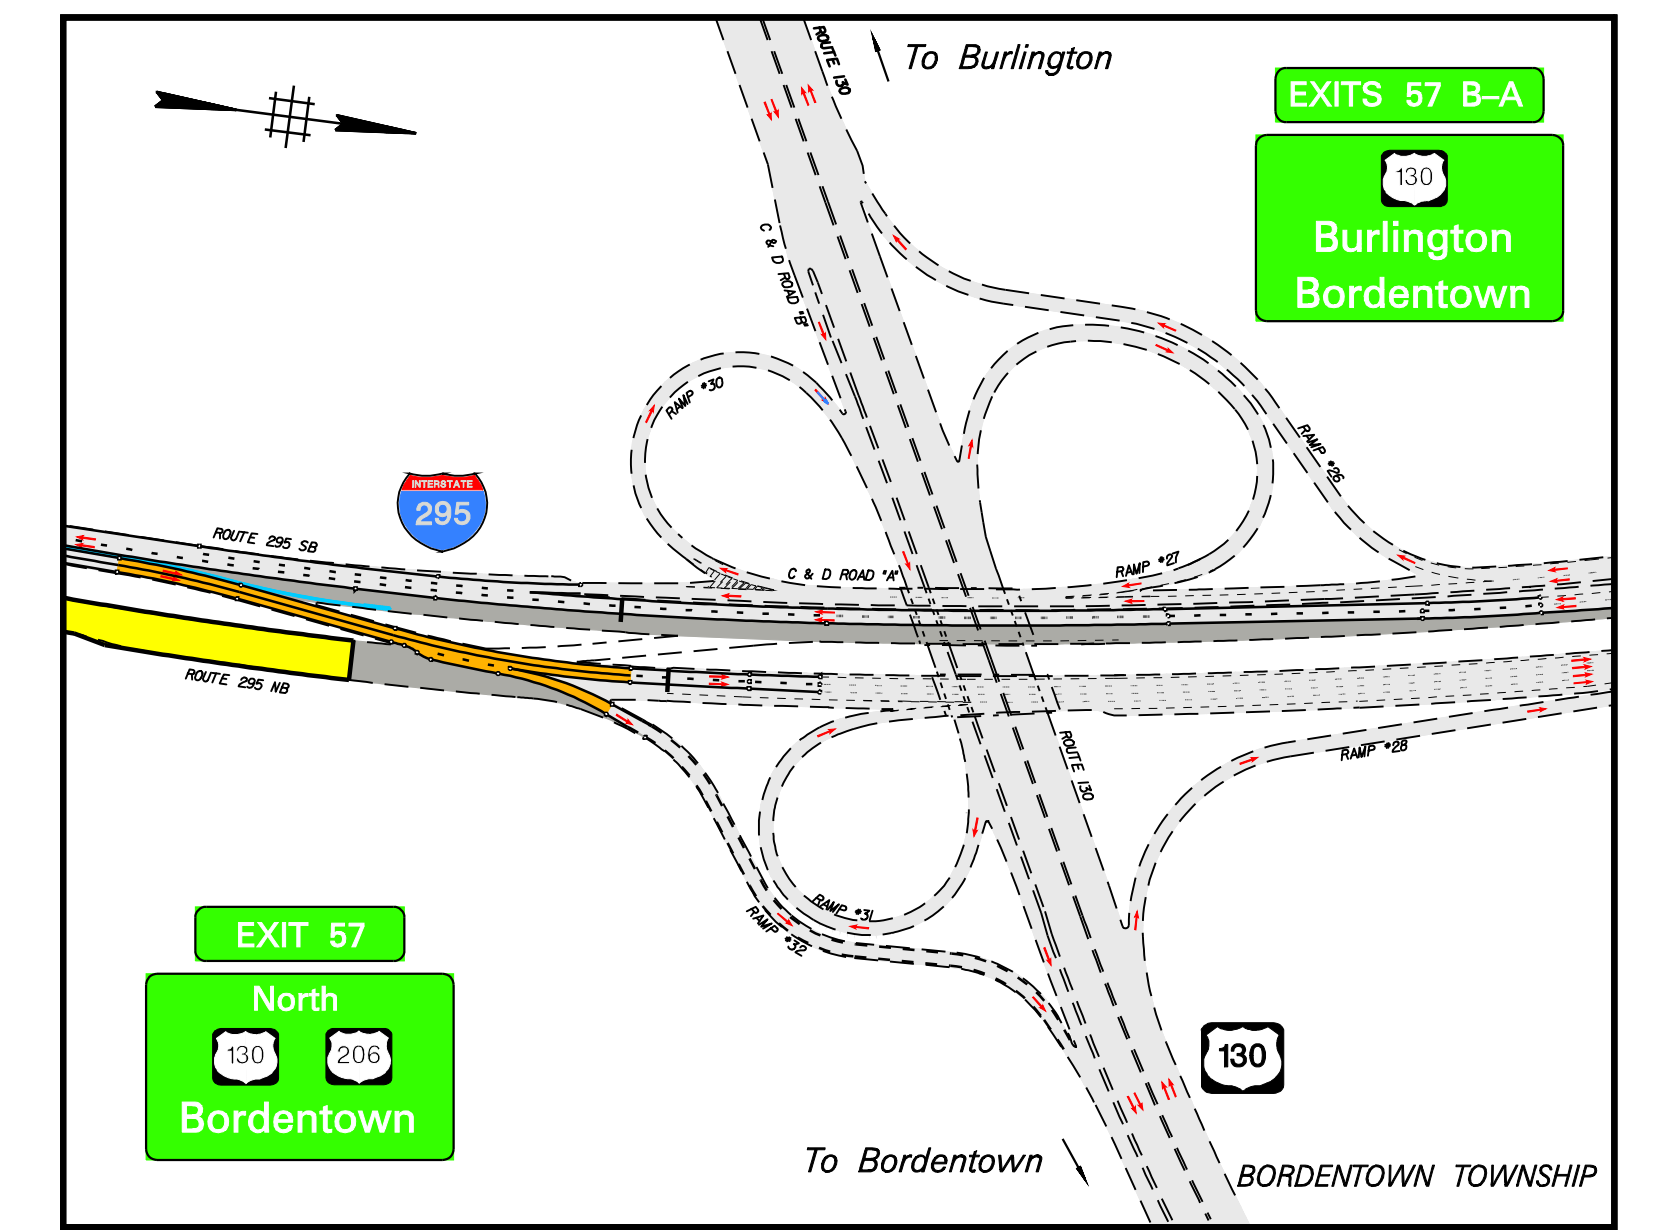 ROUTE 130
To Burlington
EXITS 57 B-A
130
Burlington
Bordentown
C & D ROAD "B"
RAMP #30
RAMP #26
INTERSTATE
295
ROUTE 295 SB
C & D ROAD "A"
RAMP #27
ROUTE 295 NB
ROUTE 130
RAMP #28
RAMP #31
RAMP #32
EXIT 57
North
130 206
Bordentown
130
To Bordentown
BORDENTOWN TOWNSHIP